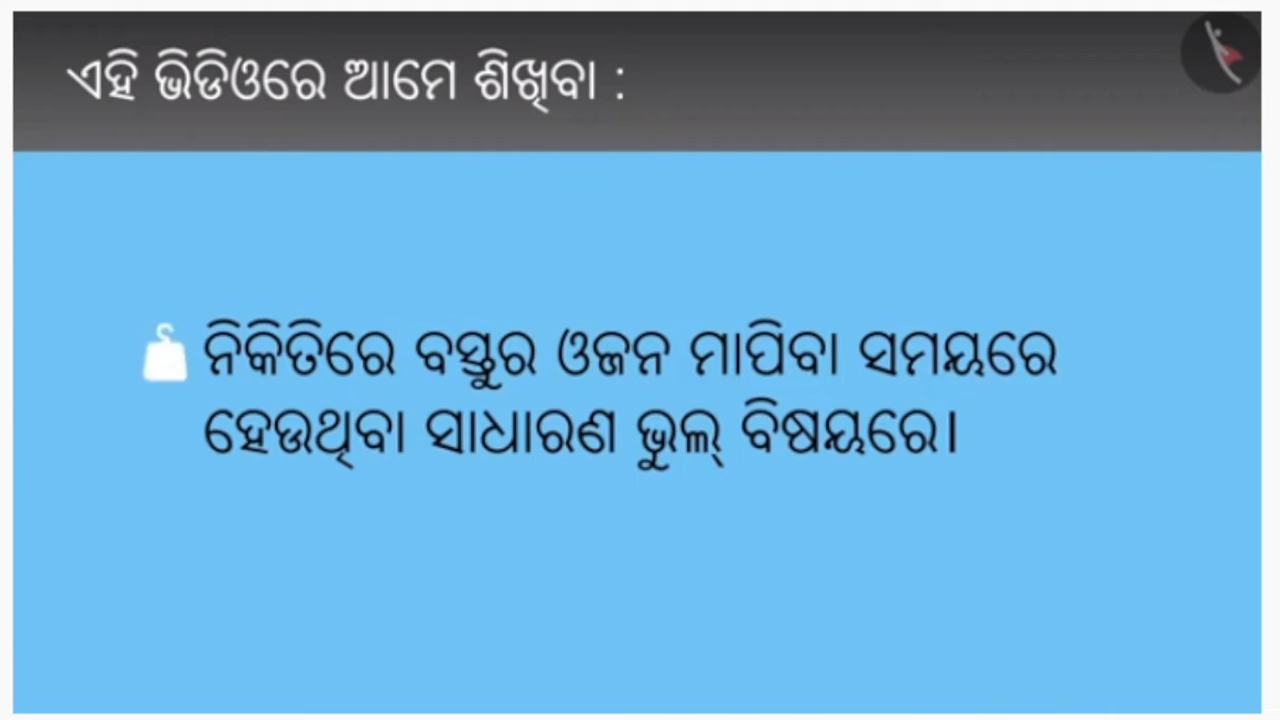 ଏହି ଭିଡିଓରେ ଆମେ ଶିଖିବା :
ନିକିତିରେ ବସ୍ତୁର ଓଜନ ମାପିବା ସମୟରେ
ହେଉଥିବା ସାଧାରଣ ଭୁଲ୍ ବିଷୟରେ।